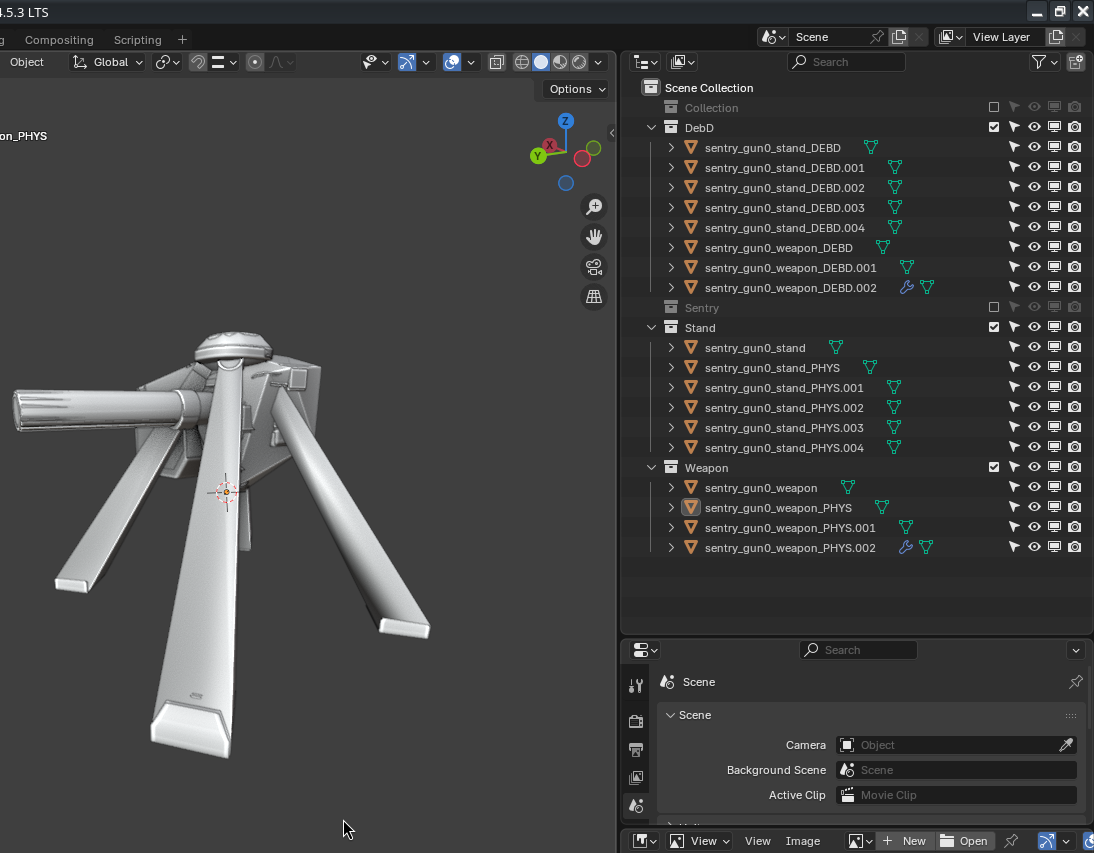 4.5.3 LTS
g Compositing Scripting +
Scene View Layer
Object Global
Search
Options
Scene Collection
Collection
on_PHYS
DebD
Z
X
Y
sentry_gun0_stand_DEBD
sentry_gun0_stand_DEBD.001
sentry_gun0_stand_DEBD.002
sentry_gun0_stand_DEBD.003
sentry_gun0_stand_DEBD.004
sentry_gun0_weapon_DEBD
sentry_gun0_weapon_DEBD.001
sentry_gun0_weapon_DEBD.002
Sentry
Stand
sentry_gun0_stand
sentry_gun0_stand_PHYS
sentry_gun0_stand_PHYS.001
sentry_gun0_stand_PHYS.002
sentry_gun0_stand_PHYS.003
sentry_gun0_stand_PHYS.004
Weapon
sentry_gun0_weapon
sentry_gun0_weapon_PHYS
sentry_gun0_weapon_PHYS.001
sentry_gun0_weapon_PHYS.002
Search
Scene
Scene
Camera Object
Background Scene Scene
Active Clip Movie Clip
View View Image New Open